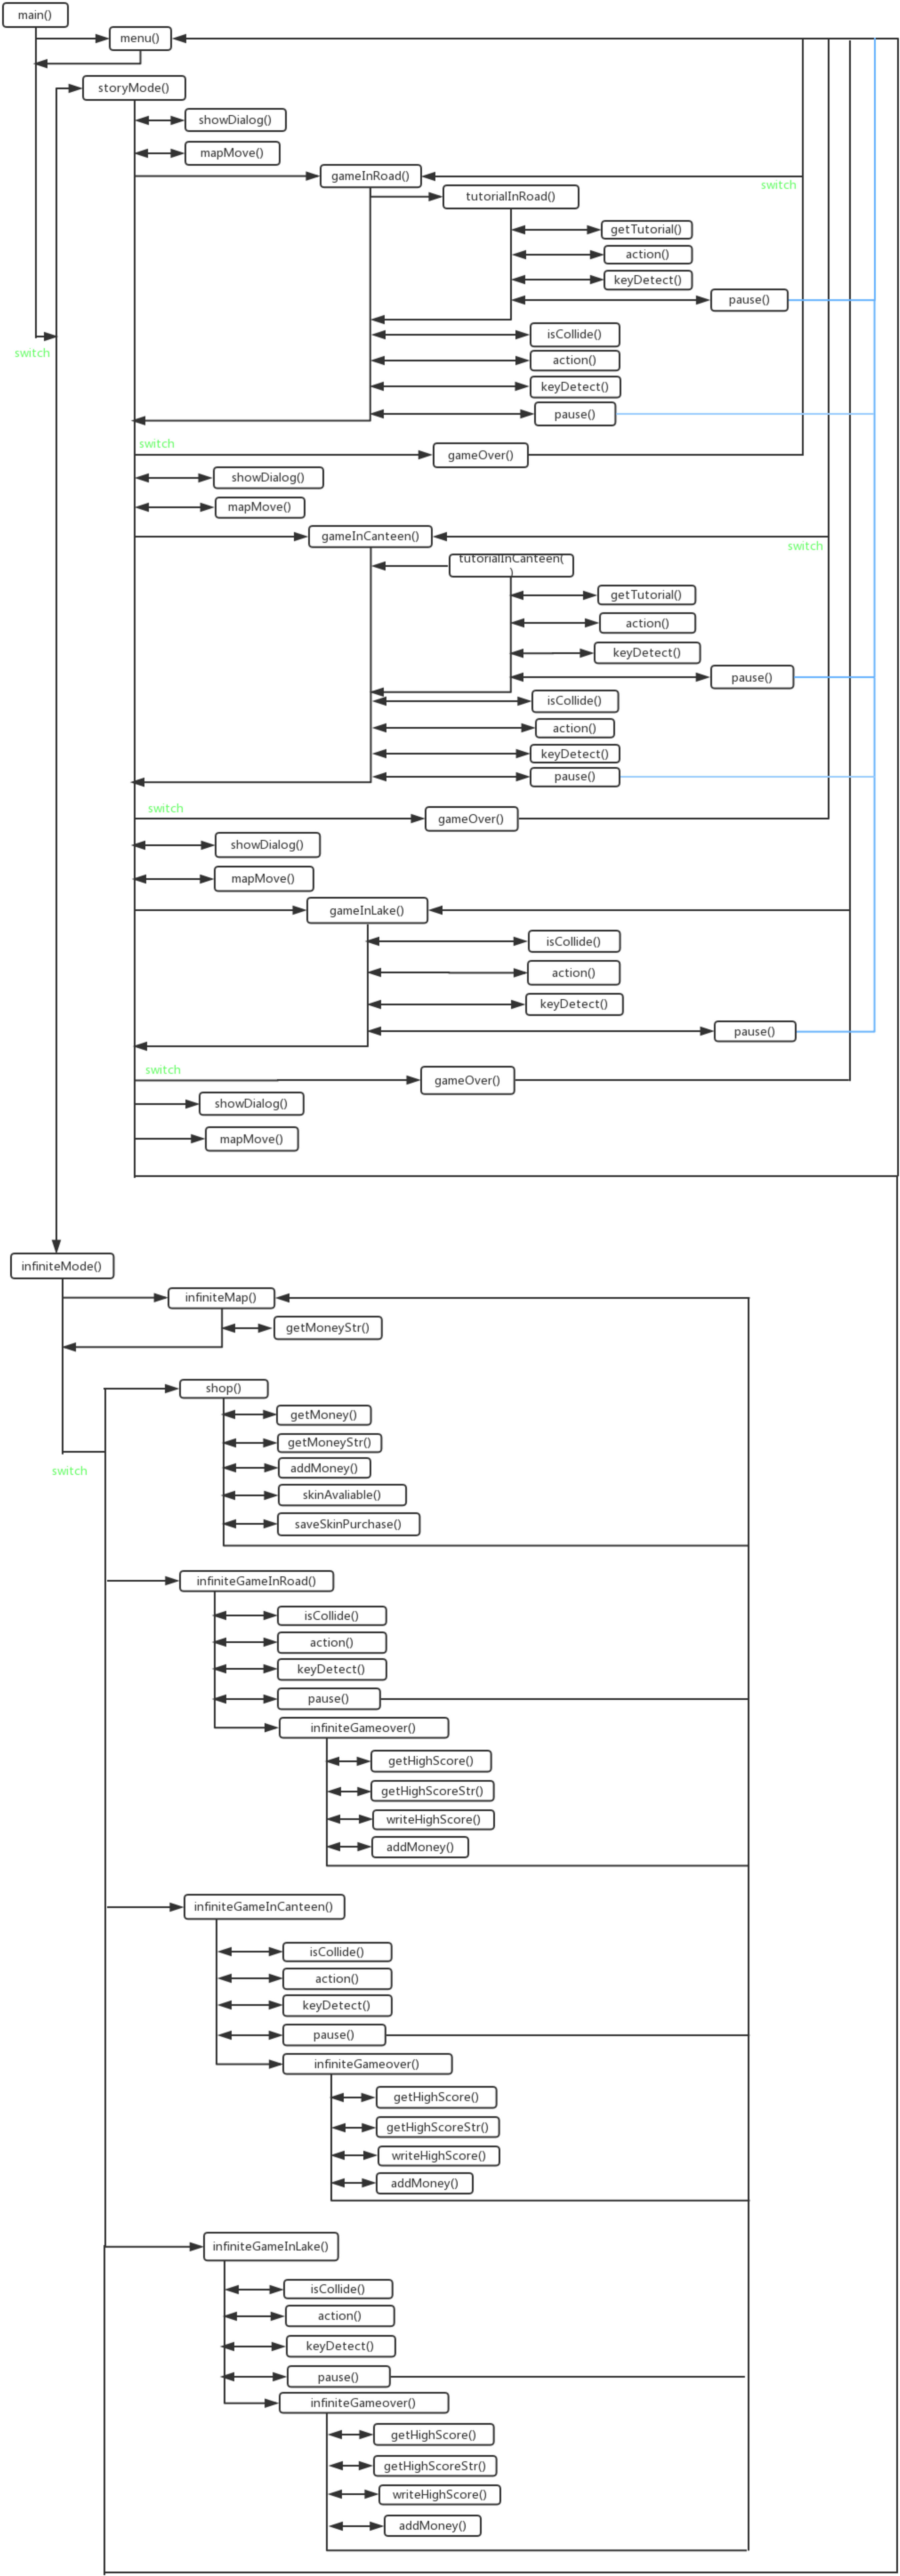 main()
menu()
storyMode()
showDialog()
mapMove()
gameInRoad()
switch
tutorialInRoad()
getTutorial()
action()
keyDetect()
pause()
isCollide()
switch
action()
keyDetect()
pause()
switch
gameOver()
showDialog()
mapMove()
gameInCanteen()
switch
tutorialInCanteen(
)
getTutorial()
action()
keyDetect()
pause()
isCollide()
action()
keyDetect()
pause()
switch
gameOver()
showDialog()
mapMove()
gameInLake()
isCollide()
action()
keyDetect()
pause()
switch
gameOver()
showDialog()
mapMove()
infiniteMode()
infiniteMap()
getMoneyStr()
shop()
getMoney()
getMoneyStr()
switch
addMoney()
skinAvaliable()
saveSkinPurchase()
infiniteGameInRoad()
isCollide()
action()
keyDetect()
pause()
infiniteGameover()
getHighScore()
getHighScoreStr()
writeHighScore()
addMoney()
infiniteGameInCanteen()
isCollide()
action()
keyDetect()
pause()
infiniteGameover()
getHighScore()
getHighScoreStr()
writeHighScore()
addMoney()
infiniteGameInLake()
isCollide()
action()
keyDetect()
pause()
infiniteGameover()
getHighScore()
getHighScoreStr()
writeHighScore()
addMoney()